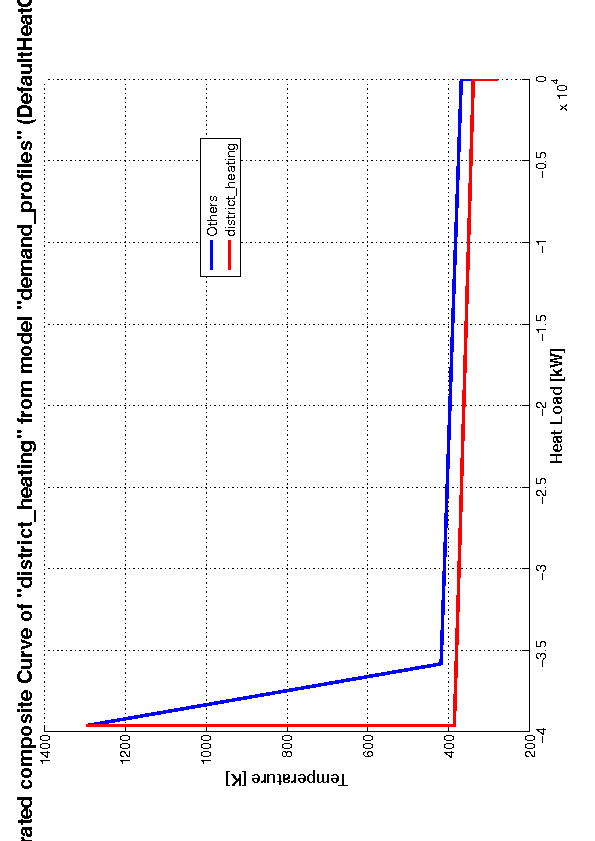 rated composite Curve of "district_heating" from model "demand_profiles" (DefaultHeatC
1400
1200
1000
800
600
400
200
Temperature [K]
Others
district_heating
-4
-3.5
-3
-2.5
-2
-1.5
-1
-0.5
0
x 10^4
Heat Load [kW]